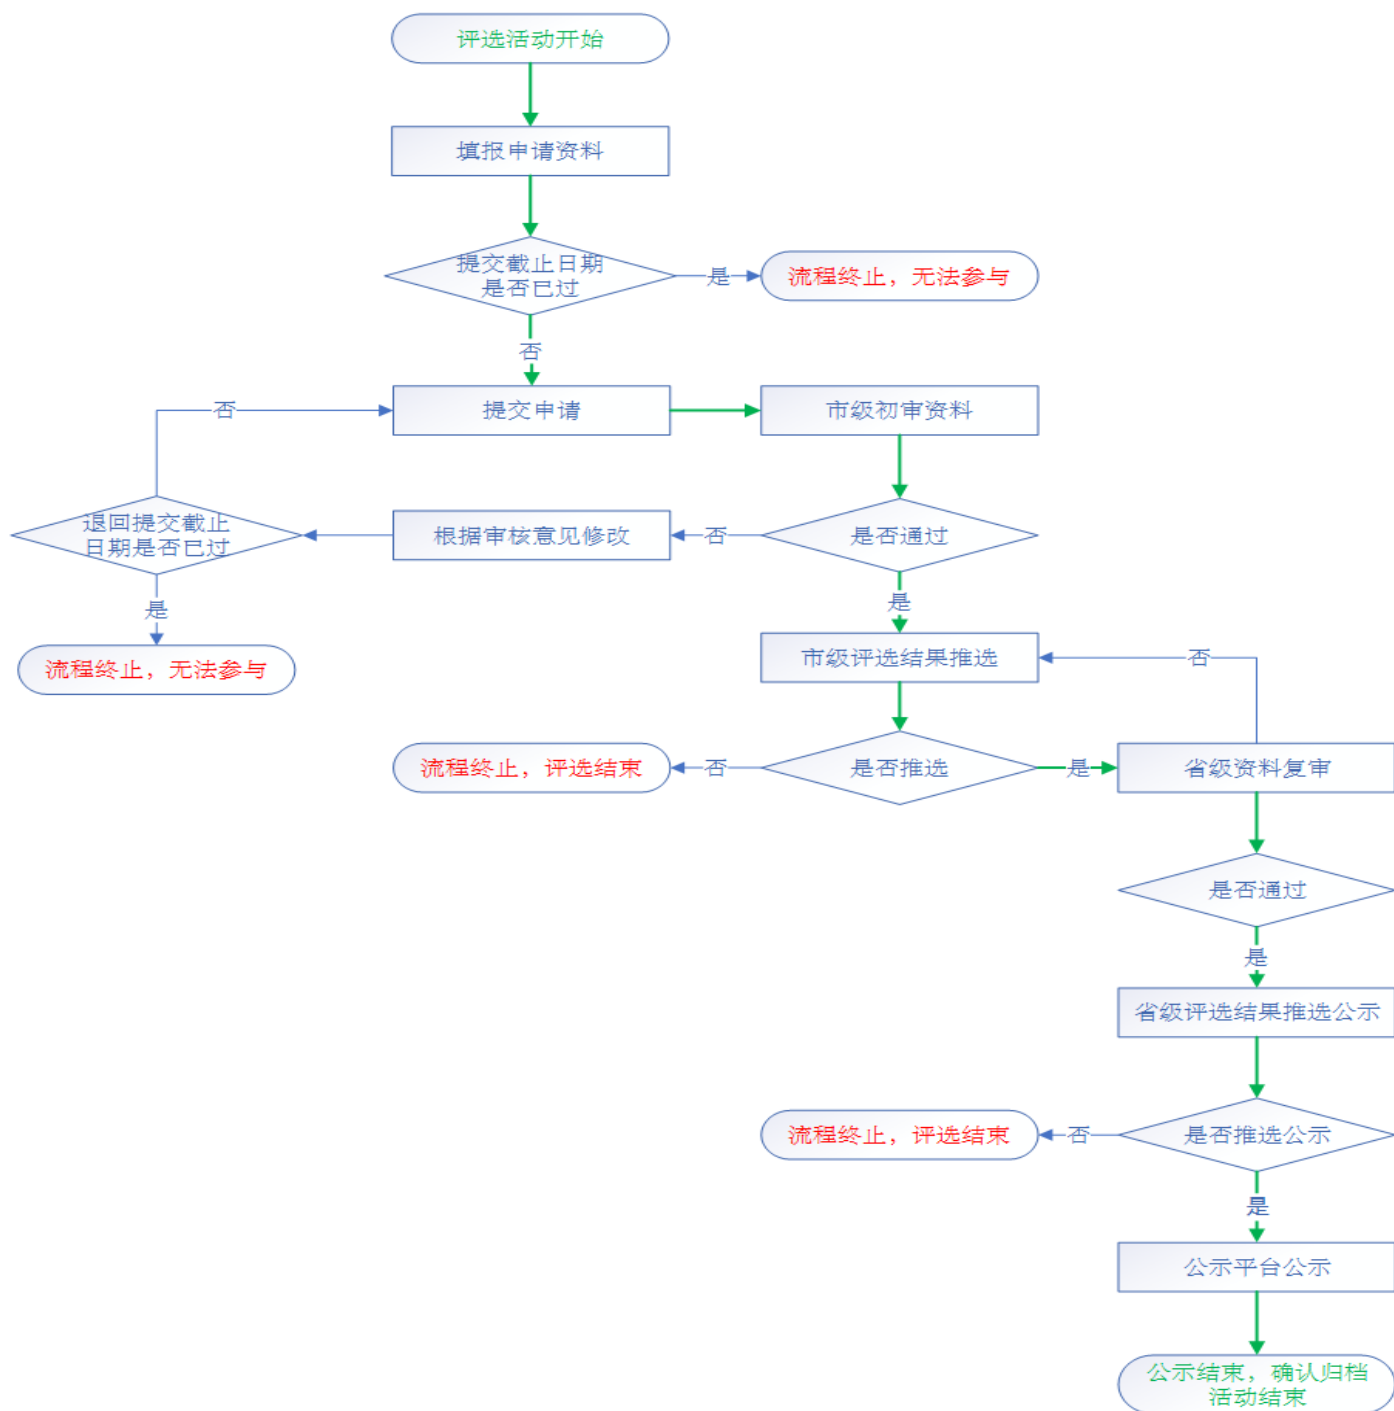 评选活动开始
填报申请资料
提交截止日期
是否已过
是
流程终止，无法参与
否
否
提交申请
市级初审资料
退回提交截止
日期是否已过
根据审核意见修改
否
是否通过
是
是
流程终止，无法参与
市级评选结果推选
否
流程终止，评选结束
否
是否推选
是
省级资料复审
是否通过
是
省级评选结果推选公示
流程终止，评选结束
否
是否推选公示
是
公示平台公示
公示结束，确认归档
活动结束